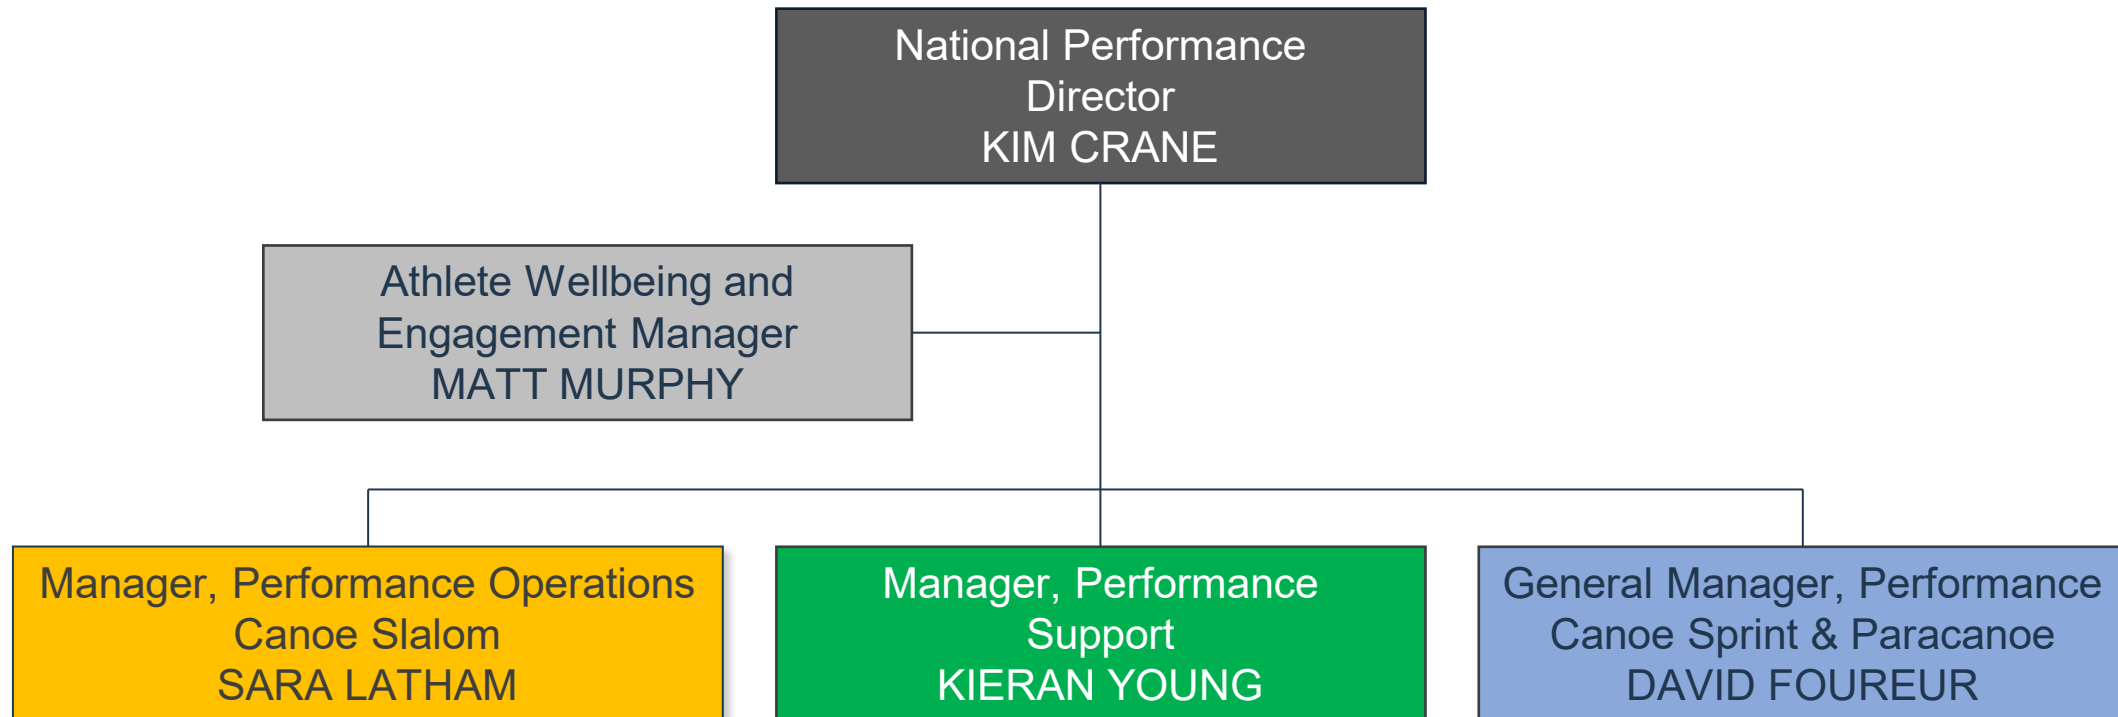 National Performance
Director
KIM CRANE
Athlete Wellbeing and
Engagement Manager
MATT MURPHY
Manager, Performance Operations
Canoe Slalom
SARA LATHAM
Manager, Performance
Support
KIERAN YOUNG
General Manager, Performance
Canoe Sprint & Paracanoe
DAVID FOUREUR